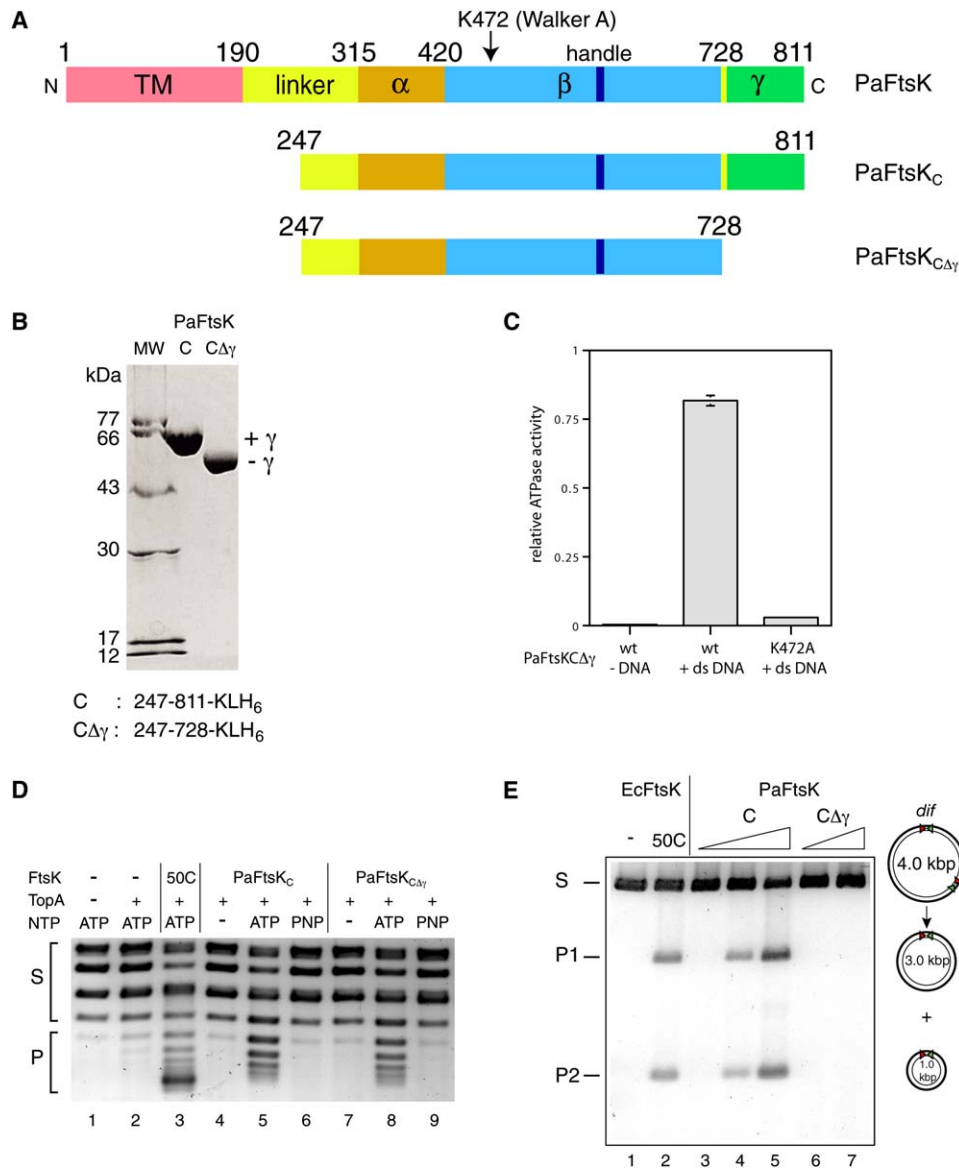 A
K472 (Walker A)
1 190 315 420 handle 728 811
N TM linker α β γ C PaFtsK
247 811
PaFtsKC
247 728
PaFtsKCΔγ
B
PaFtsK
MW C CΔγ
kDa
77
66
43
30
17
12
+ γ
- γ
C : 247-811-KLH6
CΔγ : 247-728-KLH6
C
relative ATPase activity
1
0.75
0.5
0.25
0
PaFtsKCΔγ
wt - DNA
wt + ds DNA
K472A + ds DNA
D
FtsK - - 50C PaFtsKC PaFtsKCΔγ
TopA - + + + + + + + +
NTP ATP ATP ATP - ATP PNP - ATP PNP
S
P
1 2 3 4 5 6 7 8 9
E
EcFtsK PaFtsK
- 50C C CΔγ
S
P1
P2
1 2 3 4 5 6 7
dif
4.0 kbp
3.0 kbp
+
1.0 kbp